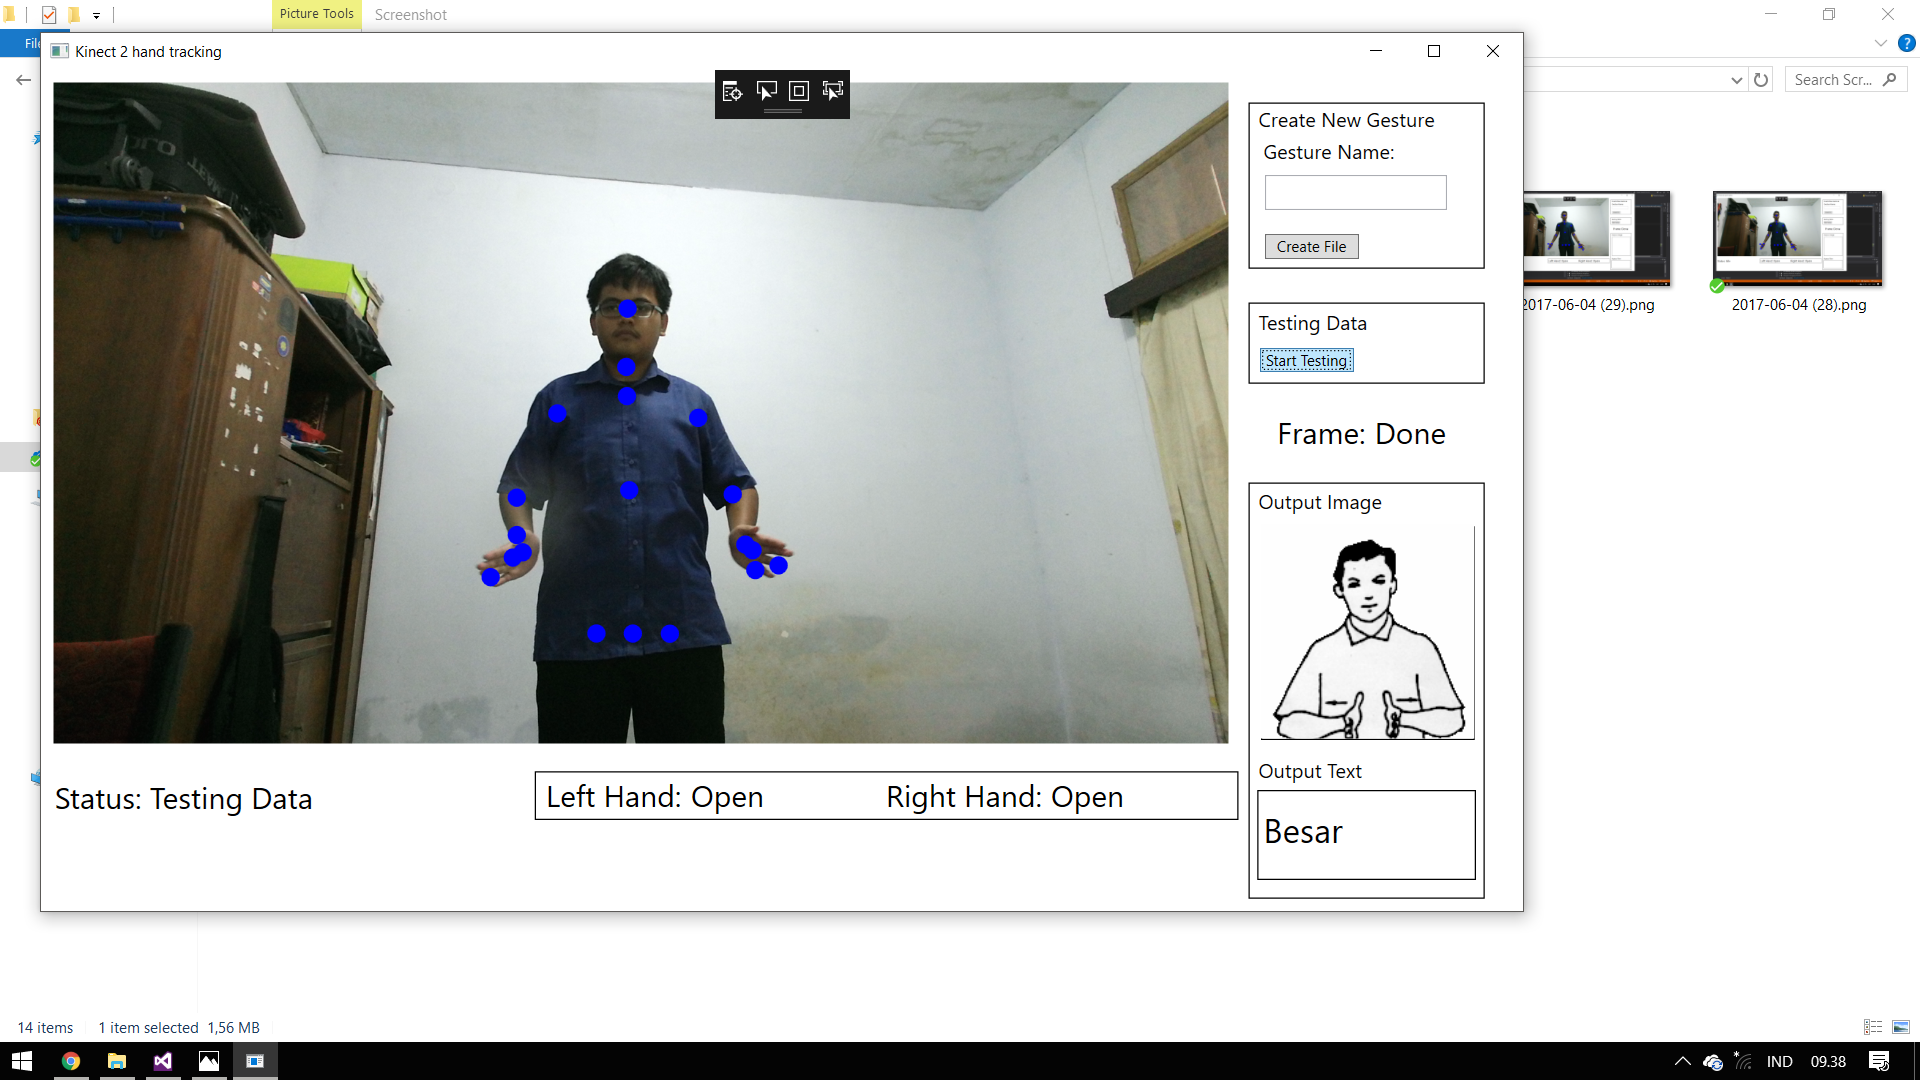 Picture Tools
Screenshot
File
Kinect 2 hand tracking
Search Scr...
Create New Gesture
Gesture Name:
Create File
Testing Data
Start Testing
Frame: Done
Output Image
Output Text
Besar
Status: Testing Data
Left Hand: Open
Right Hand: Open
2017-06-04 (29).png
2017-06-04 (28).png
14 items
1 item selected
1,56 MB
IND
09.38